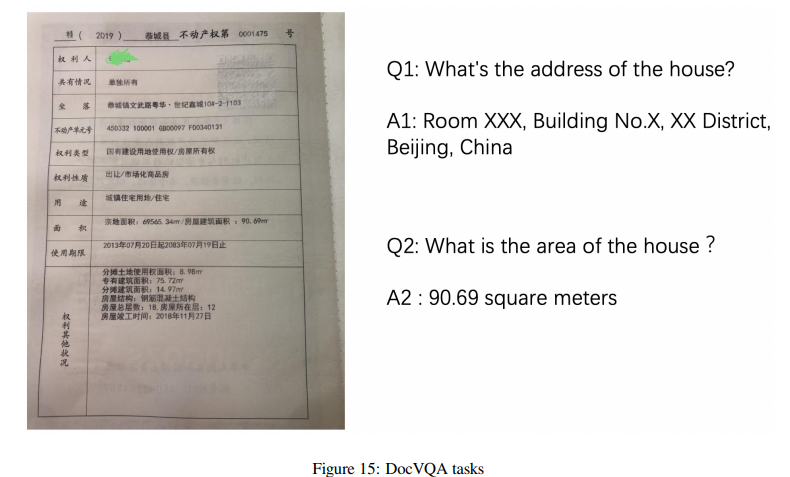 桂 ( 2019 ) 恭城县 不动产权第 0001475 号
权 利 人
共有情况 单独所有
坐 落 恭城镇文武路粤华·世纪鑫城10#-2-1103
不动产单元号 450332 100001 GB00097 F00340131
权利类型 国有建设用地使用权/房屋所有权
权利性质 出让/市场化商品房
用 途 城镇住宅用地/住宅
面 积 宗地面积：69565.34㎡/房屋建筑面积 ：90.69㎡
使用期限 2013年07月20日起2083年07月19日止
权利其他状况
分摊土地使用权面积：8.98㎡
专有建筑面积：75.72㎡
分摊建筑面积：14.97㎡
房屋结构：钢筋混凝土结构
房屋总层数：18,房屋所在层：12
房屋竣工时间：2018年11月27日
Q1: What's the address of the house?
A1: Room XXX, Building No.X, XX District,
Beijing, China
Q2: What is the area of the house？
A2 : 90.69 square meters
Figure 15: DocVQA tasks